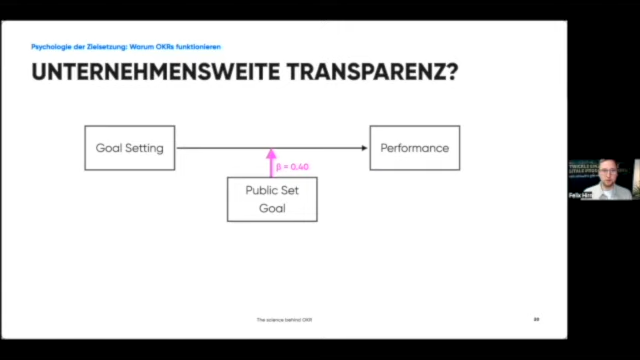 Psychologie der Zielsetzung: Warum OKRs funktionieren
UNTERNEHMENSWEITE TRANSPARENZ?
Goal Setting
Performance
β = 0,40
Public Set
Goal
The science behind OKR
Felix